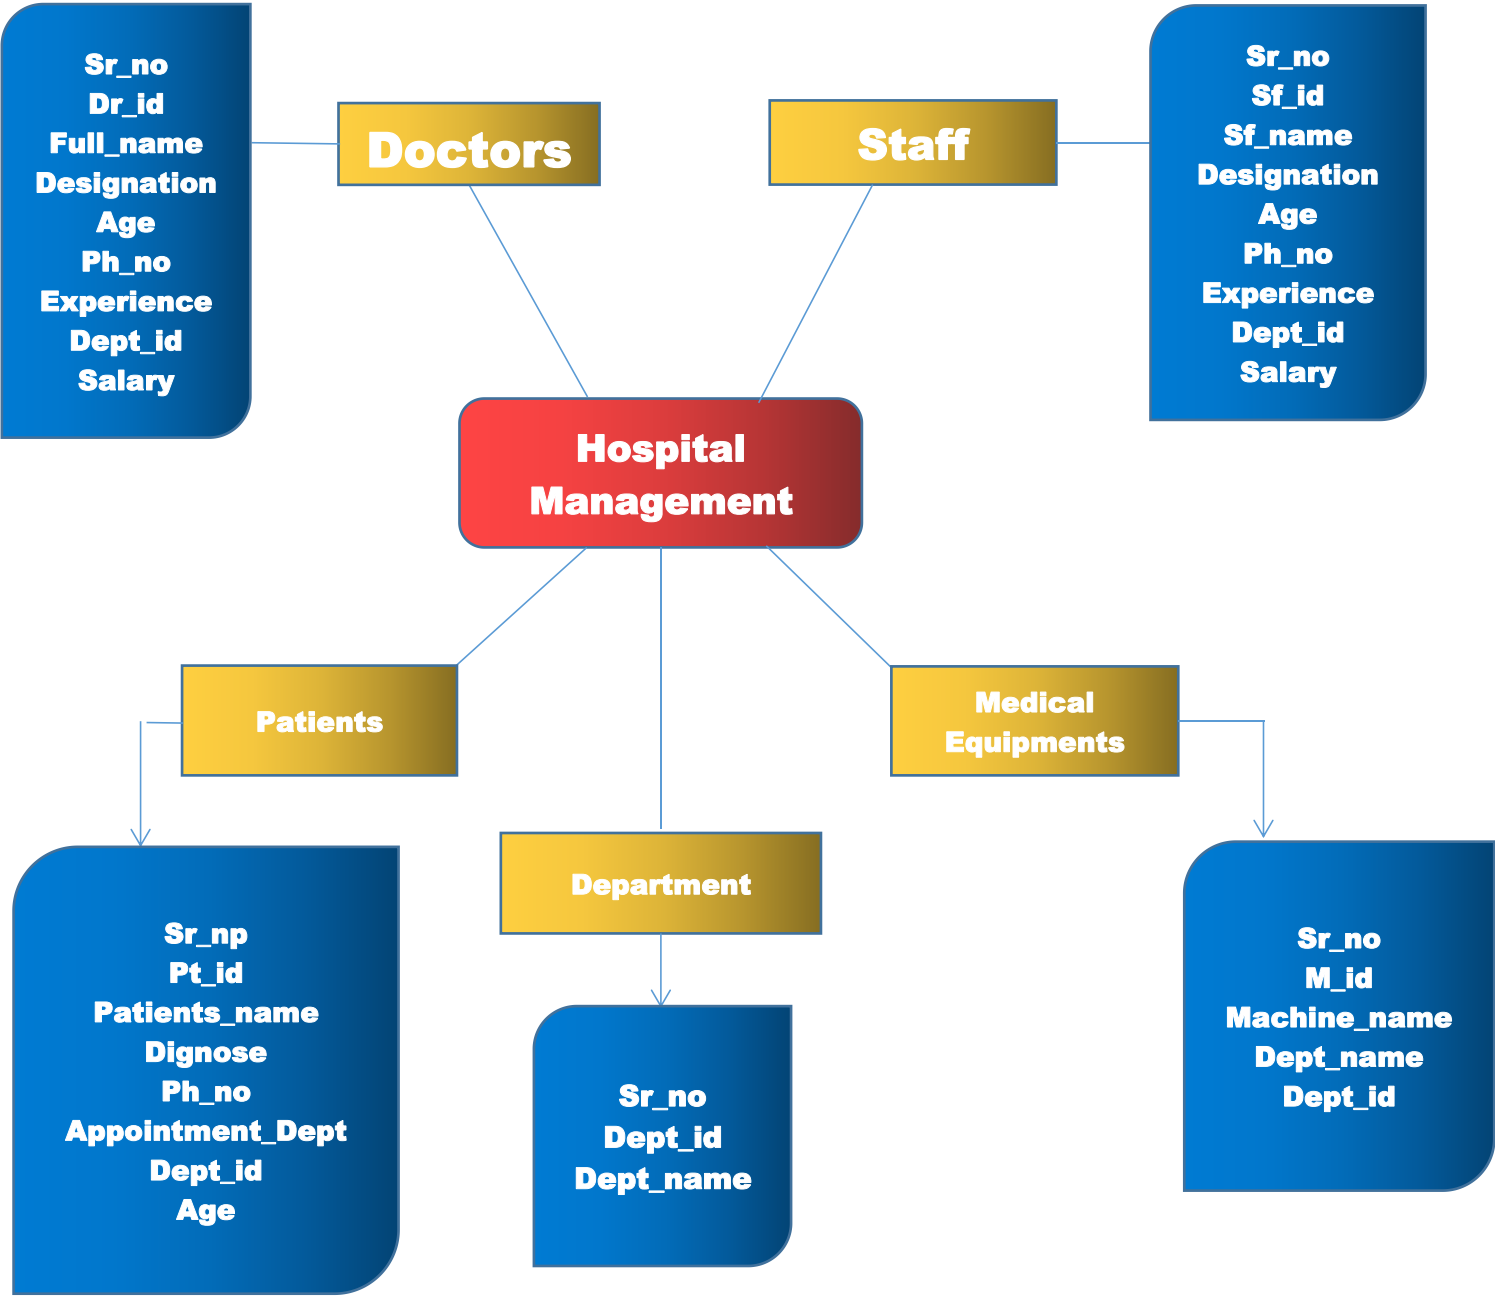 Sr_no
Dr_id
Full_name
Designation
Age
Ph_no
Experience
Dept_id
Salary
Doctors
Staff
Sr_no
Sf_id
Sf_name
Designation
Age
Ph_no
Experience
Dept_id
Salary
Hospital
Management
Patients
Medical
Equipments
Department
Sr_np
Pt_id
Patients_name
Dignose
Ph_no
Appointment_Dept
Dept_id
Age
Sr_no
Dept_id
Dept_name
Sr_no
M_id
Machine_name
Dept_name
Dept_id